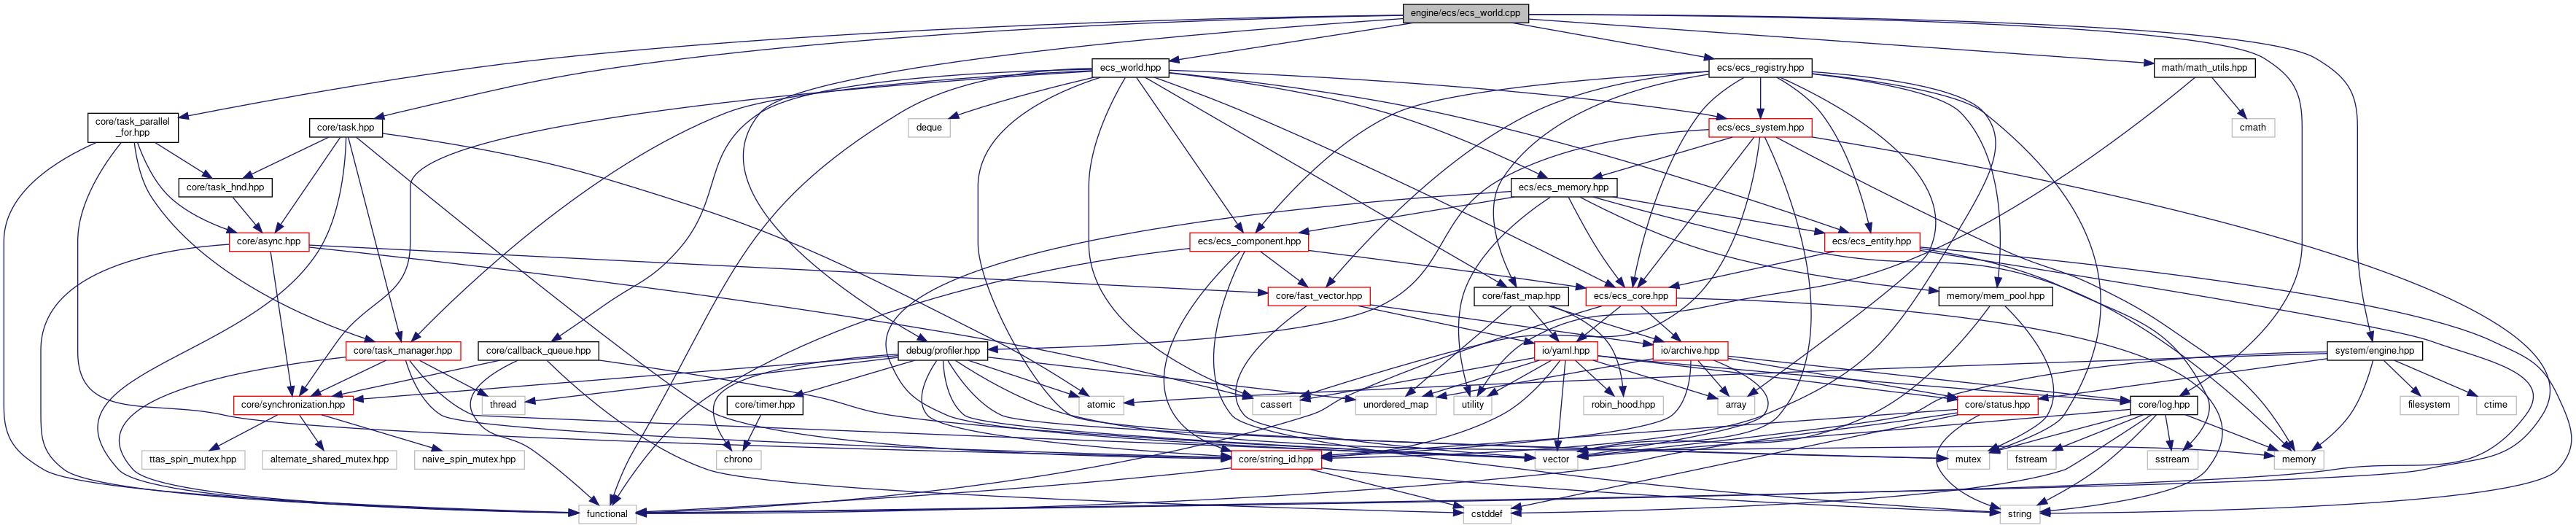 engine/ecs/ecs_world.cpp
ecs_world.hpp
ecs/ecs_registry.hpp
math/math_utils.hpp
core/task_parallel
_for.hpp
core/task.hpp
deque
ecs/ecs_system.hpp
cmath
core/task_hnd.hpp
ecs/ecs_memory.hpp
core/async.hpp
ecs/ecs_component.hpp
ecs/ecs_entity.hpp
core/fast_vector.hpp
core/fast_map.hpp
ecs/ecs_core.hpp
memory/mem_pool.hpp
core/task_manager.hpp
core/callback_queue.hpp
debug/profiler.hpp
io/yaml.hpp
io/archive.hpp
system/engine.hpp
core/synchronization.hpp
thread
core/timer.hpp
atomic
cassert
unordered_map
utility
robin_hood.hpp
array
core/status.hpp
core/log.hpp
filesystem
ctime
ttas_spin_mutex.hpp
alternate_shared_mutex.hpp
naive_spin_mutex.hpp
chrono
vector
core/string_id.hpp
mutex
fstream
sstream
memory
functional
cstddef
string